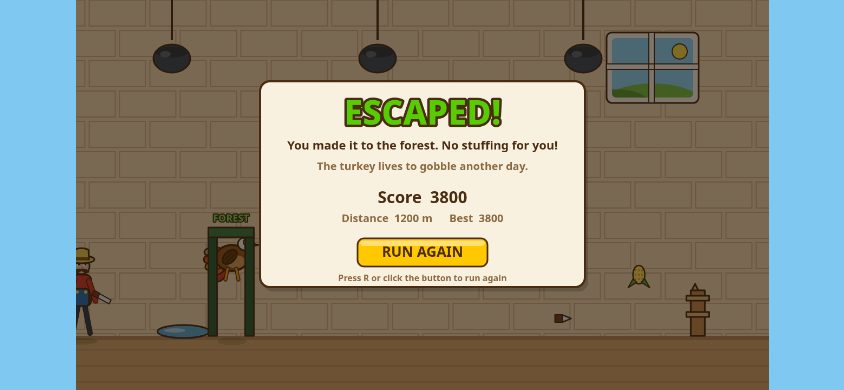 ESCAPED!
You made it to the forest. No stuffing for you!
The turkey lives to gobble another day.
Score 3800
Distance 1200 m Best 3800
FOREST
RUN AGAIN
Press R or click the button to run again